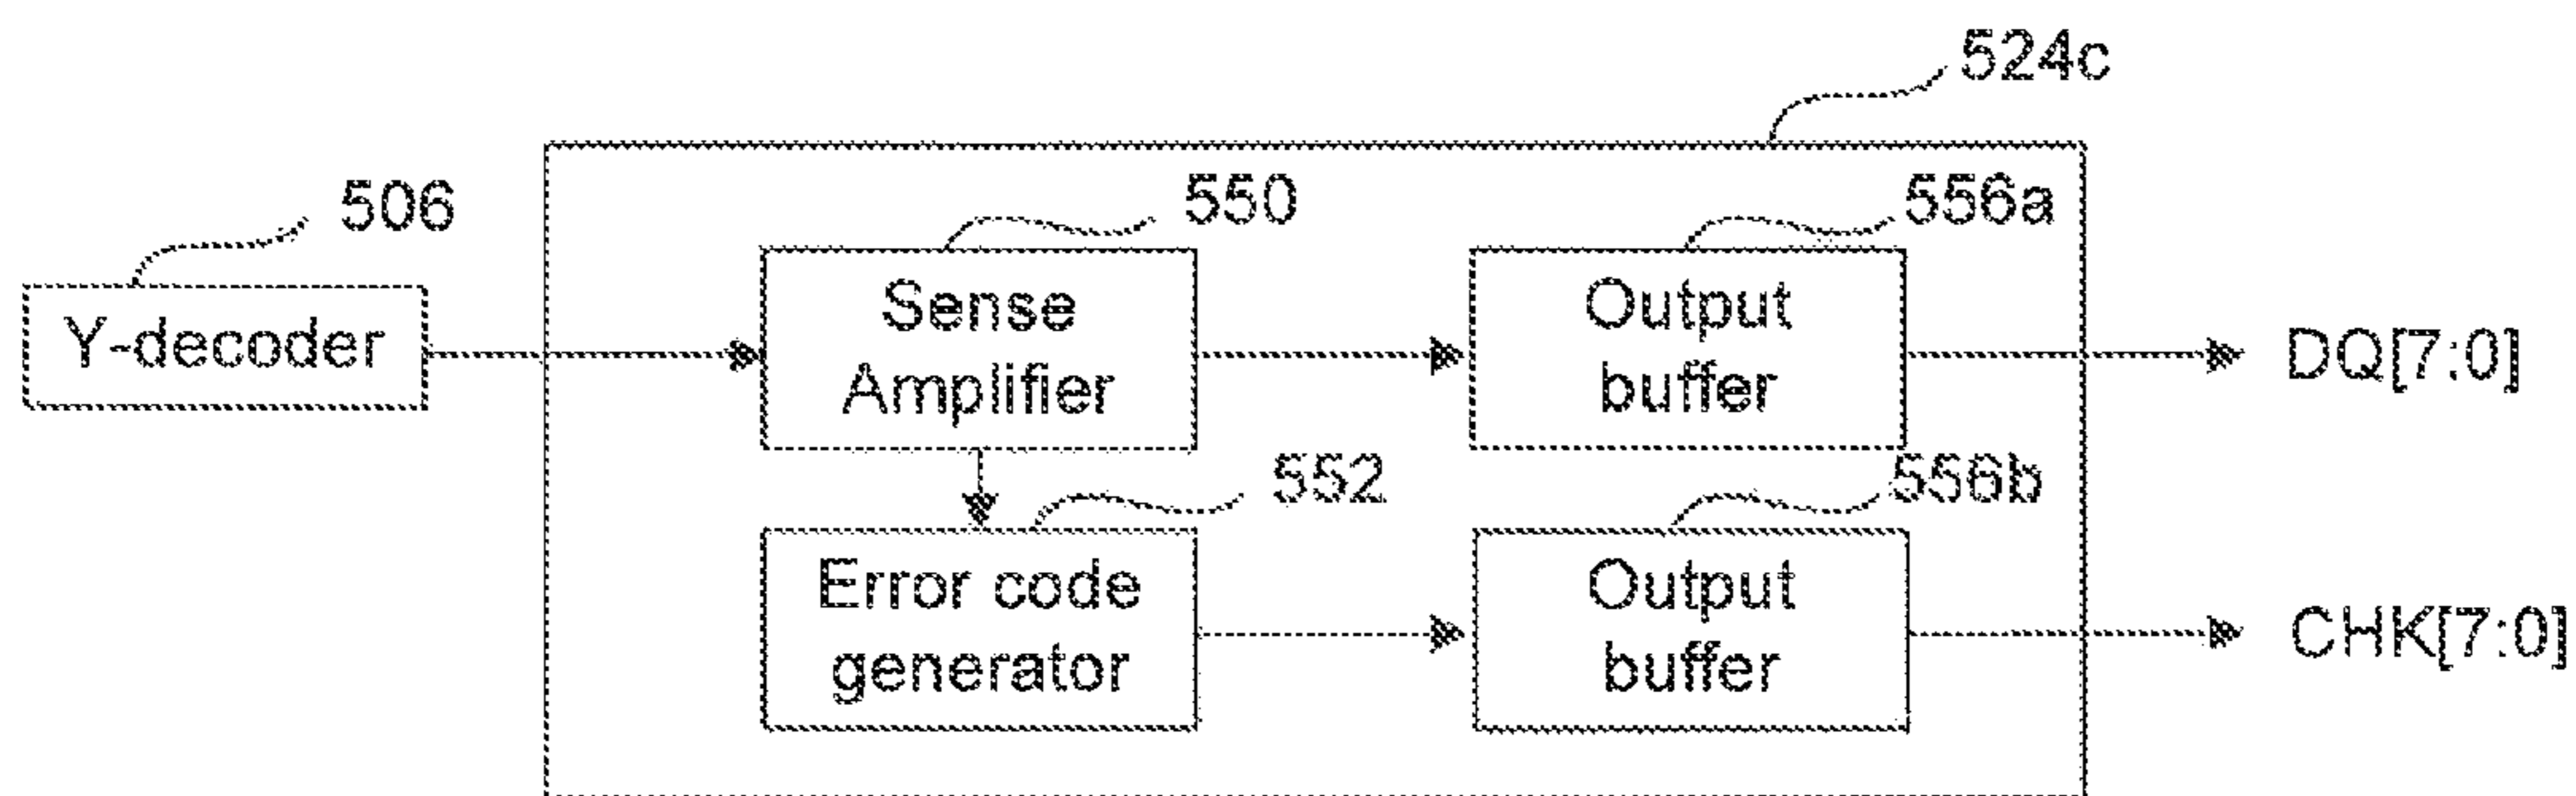 524c
506
550
556a
Y-decoder
Sense
Amplifier
Output
buffer
DQ[7:0]
552
556b
Error code
generator
Output
buffer
CHK[7:0]